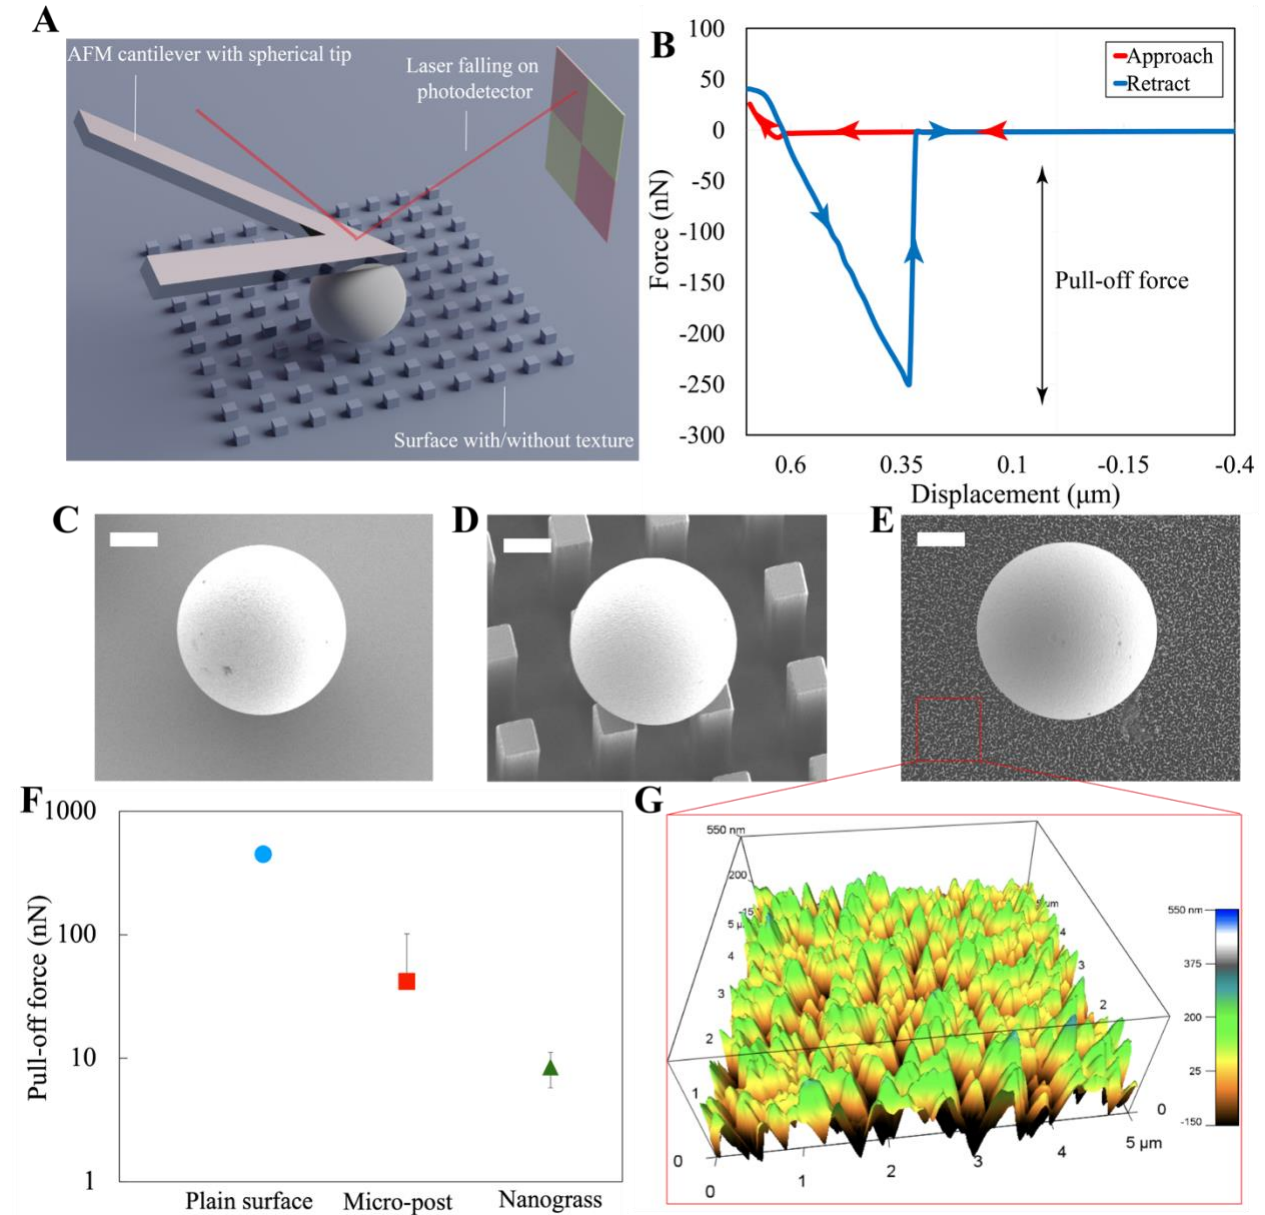 A
AFM cantilever with spherical tip
Laser falling on
photodetector
Surface with/without texture
B
100
50
0
-50
-100
-150
-200
-250
-300
Force (nN)
Approach
Retract
Pull-off force
0.6 0.35 0.1 -0.15 -0.4
Displacement (μm)
C
D
E
F
1000
100
10
1
Pull-off force (nN)
Plain surface Micro-post Nanograss
G
550 nm
200
-15
5 μ
4
3
2
1
0
0
1
2
3
4
5 μm
0
2
3
4
5 μm
550 nm
375
200
25
-150